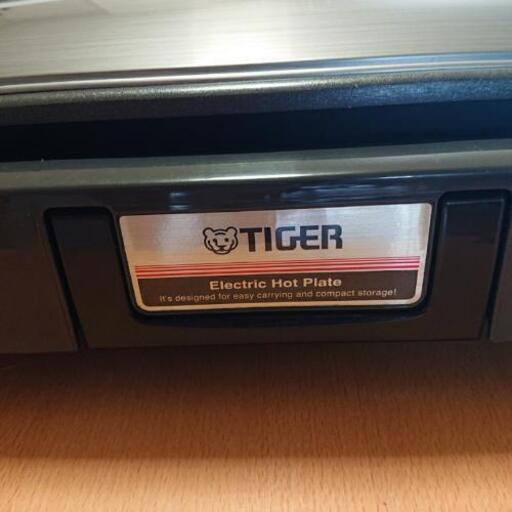 TIGER
Electric Hot Plate
It's designed for easy carrying and compact storage!